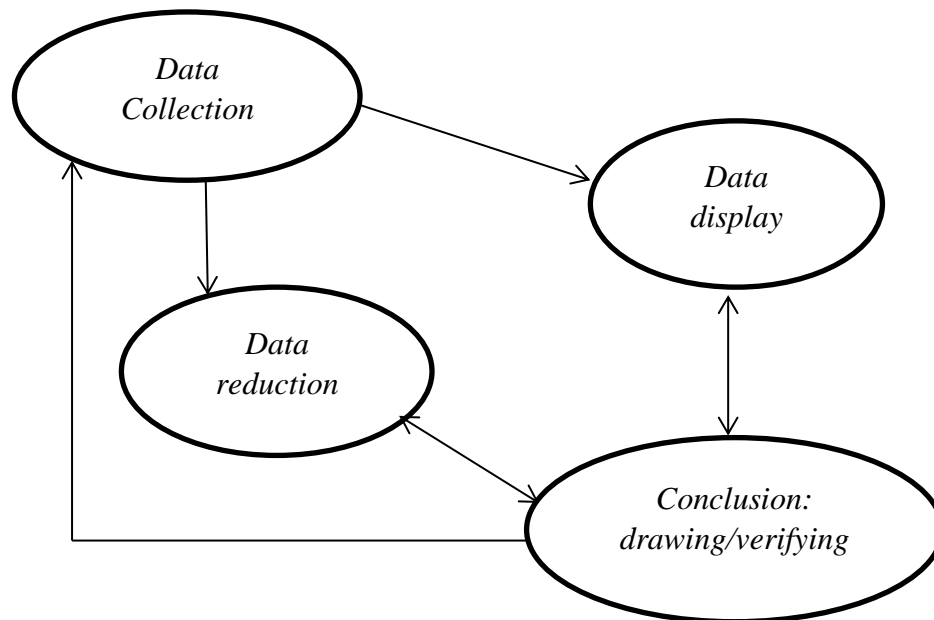 Data
Collection
Data
display
Data
reduction
Conclusion:
drawing/verifying